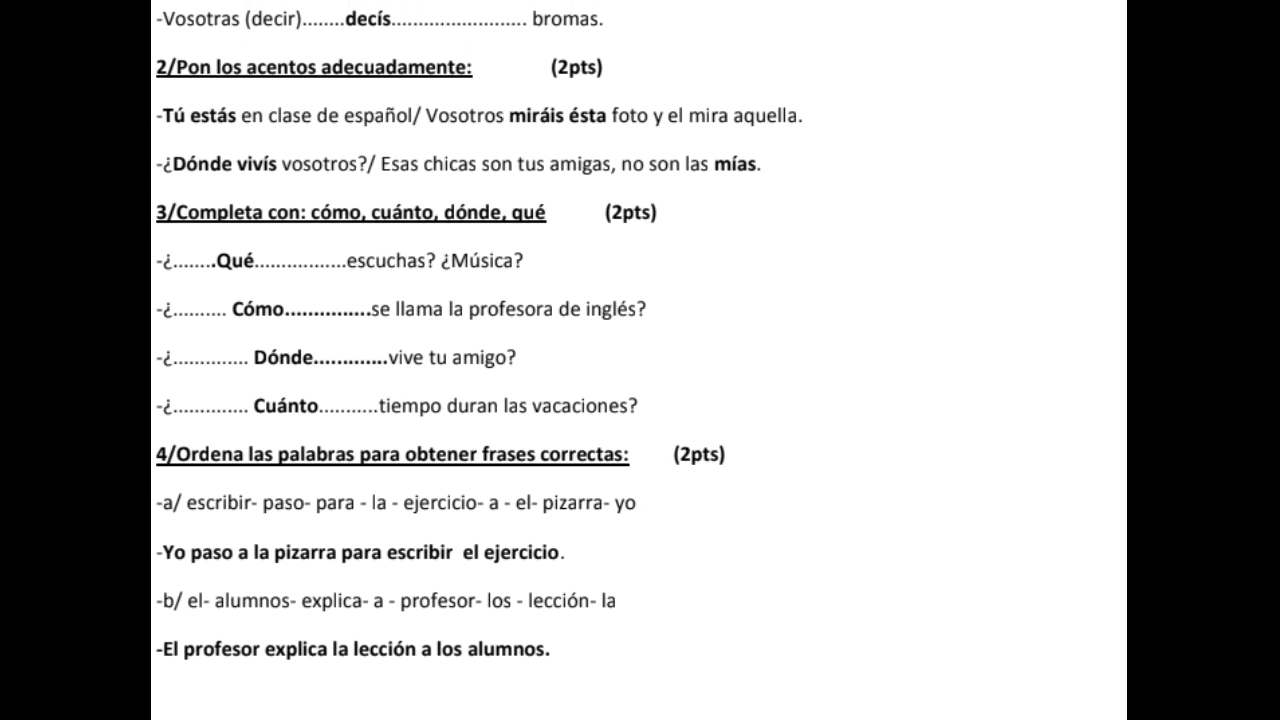 -Vosotras (decir)........decís......................... bromas.
2/Pon los acentos adecuadamente: (2pts)
-Tú estás en clase de español/ Vosotros miráis ésta foto y el mira aquella.
-¿Dónde vivís vosotros?/ Esas chicas son tus amigas, no son las mías.
3/Completa con: cómo, cuánto, dónde, qué (2pts)
-¿........Qué.................escuchas? ¿Música?
-¿.......... Cómo...............se llama la profesora de inglés?
-¿.............. Dónde.............vive tu amigo?
-¿.............. Cuánto...........tiempo duran las vacaciones?
4/Ordena las palabras para obtener frases correctas: (2pts)
-a/ escribir- paso- para - la - ejercicio- a - el- pizarra- yo
-Yo paso a la pizarra para escribir  el ejercicio.
-b/ el- alumnos- explica- a - profesor- los - lección- la
-El profesor explica la lección a los alumnos.